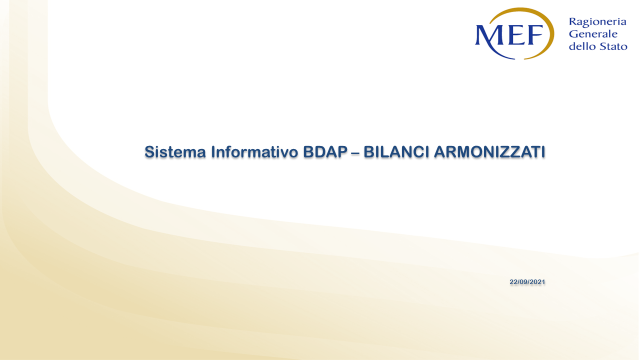 MEF
Ragioneria
Generale
dello Stato
Sistema Informativo BDAP – BILANCI ARMONIZZATI
22/09/2021